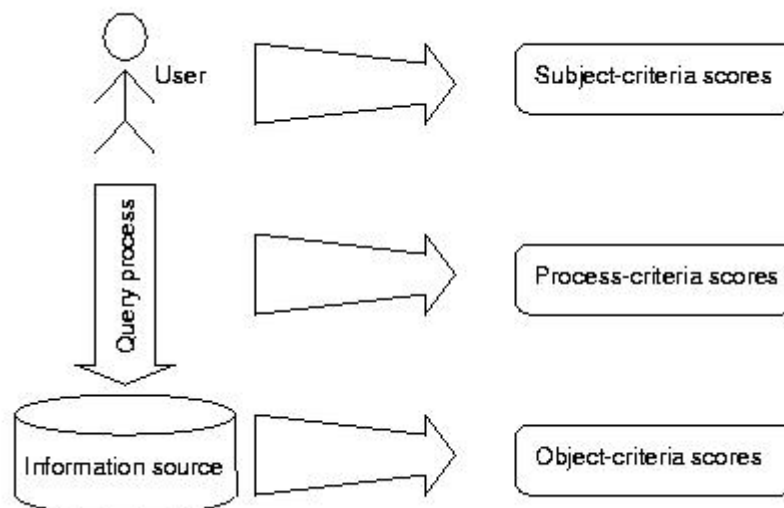 User
Subject-criteria scores
Query process
Process-criteria scores
Information source
Object-criteria scores